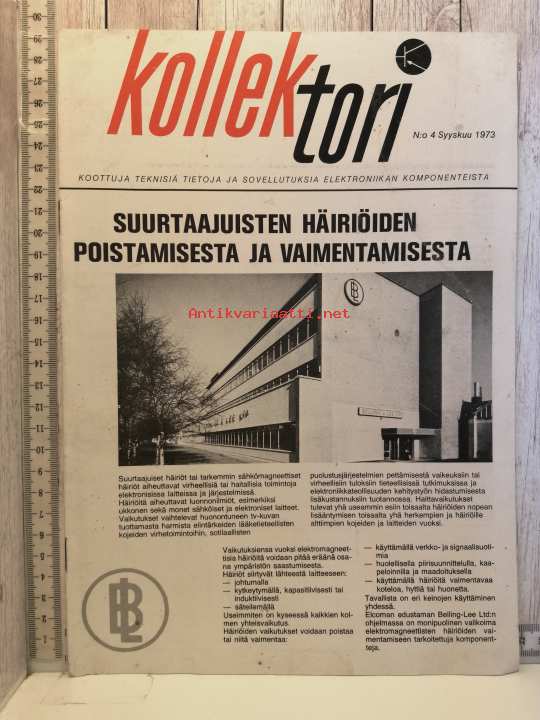 kollektori
N:o 4 Syyskuu 1973
KOOTTUJA TEKNISIÄ TIETOJA JA SOVELLUTUKSIA ELEKTRONIIKAN KOMPONENTEISTA
SUURTAAJUISTEN HÄIRIÖIDEN
POISTAMISESTA JA VAIMENTAMISESTA
Antikvariaatti.net
Suurtaajuiset häiriöt tai tarkemmin sähkömagneettiset
häiriöt aiheuttavat virheellisiä tai haitallisia toimintoja
elektronisissa laitteissa ja järjestelmissä.
Häiriöitä aiheuttavat luonnonilmiöt, esimerkiksi
ukkonen sekä monet sähköiset ja elektroniset laitteet.
Vaikutukset vaihtelevat huonontuneen tv-kuvan
tuottamasta harmista elintärkeiden lääketieteellisten
kojeiden virhetoimintoihin, sotilaallisten
puolustusjärjestelmien pettämisestä vaikeuksiin tai
virheellisiin tuloksiin tieteellisissä tutkimuksissa ja
elektroniikkateollisuuden kehitystyön hidastumisesta
lisäkustannuksiin tuotannossa. Haittavaikutukset
tulevat yhä useammin esiin toisaalta häiriöiden nopean
lisääntymisen toisaalta yhä herkempien ja häiriöille
alttiimpien kojeiden ja laitteiden vuoksi.
Vaikutuksiensa vuoksi elektromagneet-
tisia häiriöitä voidaan pitää eräänä osa-
na ympäristön saastumista.
Häiriöt siirtyvät lähteestä laitteeseen:
— johtumalla
— kytkeytymällä, kapasitiivisesti tai
induktiivisesti
— säteilemällä
Useimmiten on kyseessä kaikkien kol-
men yhteisvaikutus.
Häiriöiden vaikutukset voidaan poistaa
tai niitä vaimentaa:
— käyttämällä verkko- ja signaalisuoti-
mia
— huolellisella piirisuunnittelulla, kaa-
peloinnilla ja maadoituksella
— käyttämällä häiriöitä vaimentavaa
koteloa, hyttiä tai huonetta.
Tavallista on eri keinojen käyttäminen
yhdessä.
Elcoman edustaman Belling-Lee Ltd:n
ohjelmassa on monipuolinen valikoima
elektromagneettisten häiriöiden vai-
mentamiseen tarkoitettuja komponent-
teja.